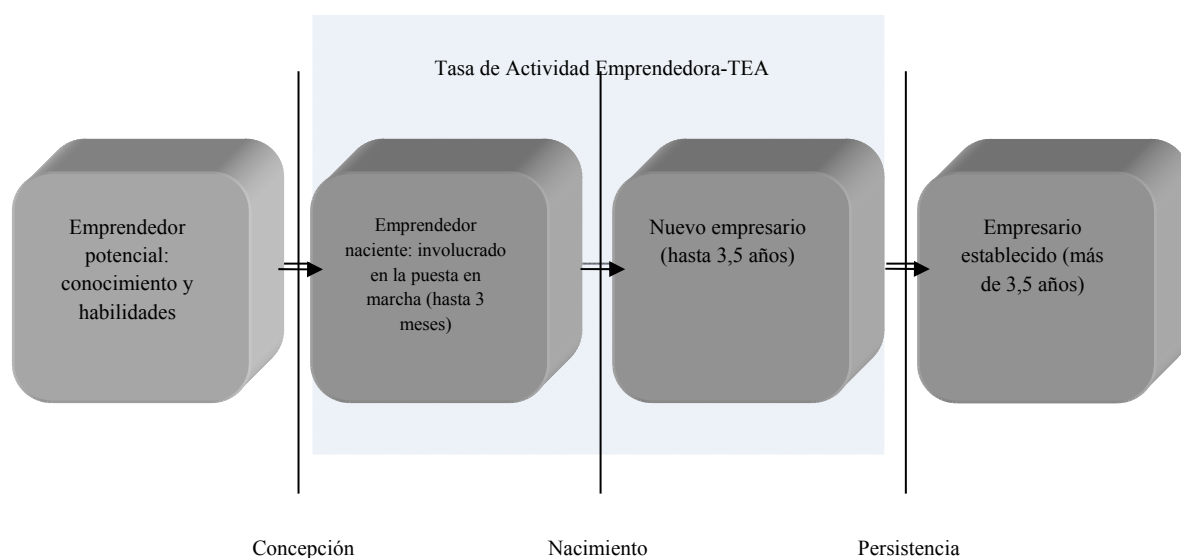 Tasa de Actividad Emprendedora-TEA
Emprendedor
potencial:
conocimiento y
habilidades
Emprendedor
naciente: involucrado
en la puesta en
marcha (hasta 3
meses)
Nuevo empresario
(hasta 3,5 años)
Empresario
establecido (más
de 3,5 años)
Concepción
Nacimiento
Persistencia